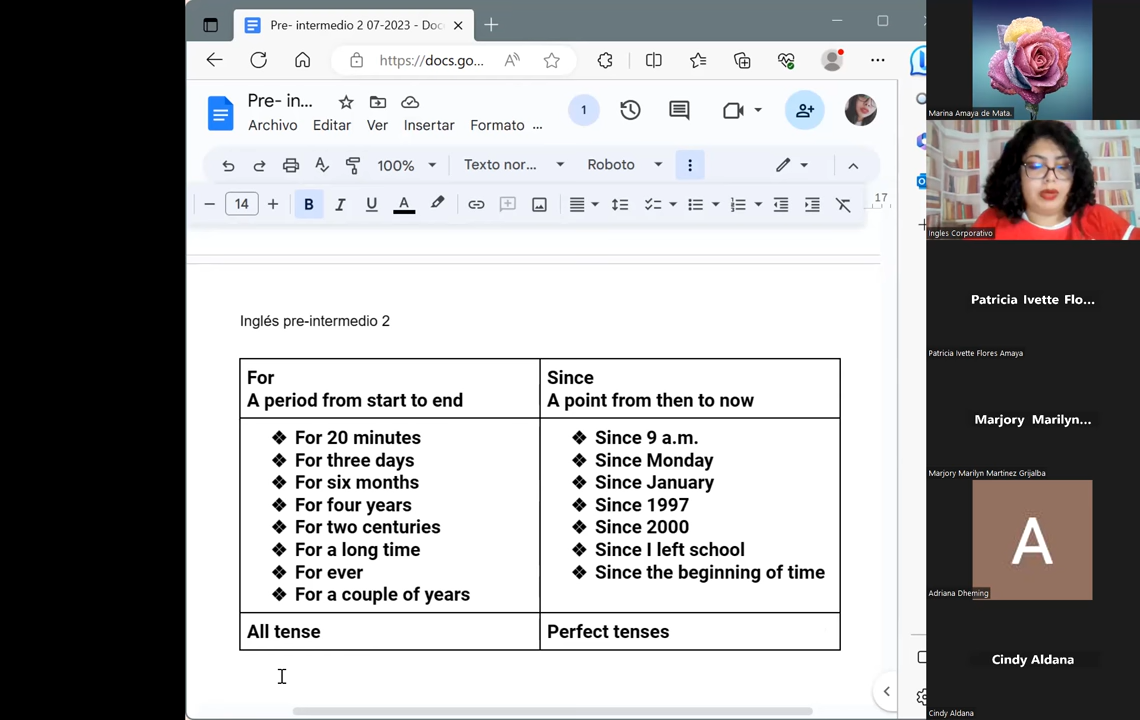 Pre- intermedio 2 07-2023 - Doc
https://docs.go...
Pre- in...
Archivo Editar Ver Insertar Formato ...
1
100% Texto nor... Roboto
14 B I U A
17
Inglés pre-intermedio 2
For
A period from start to end
Since
A point from then to now
❖ For 20 minutes
❖ For three days
❖ For six months
❖ For four years
❖ For two centuries
❖ For a long time
❖ For ever
❖ For a couple of years
❖ Since 9 a.m.
❖ Since Monday
❖ Since January
❖ Since 1997
❖ Since 2000
❖ Since I left school
❖ Since the beginning of time
All tense
Perfect tenses
Marina Amaya de Mata.
Ingles Corporativo
Patricia Ivette Flo...
Patricia Ivette Flores Amaya
Marjory Marilyn...
Marjory Marilyn Martinez Grijalba
A
Adriana Dheming
Cindy Aldana
Cindy Aldana